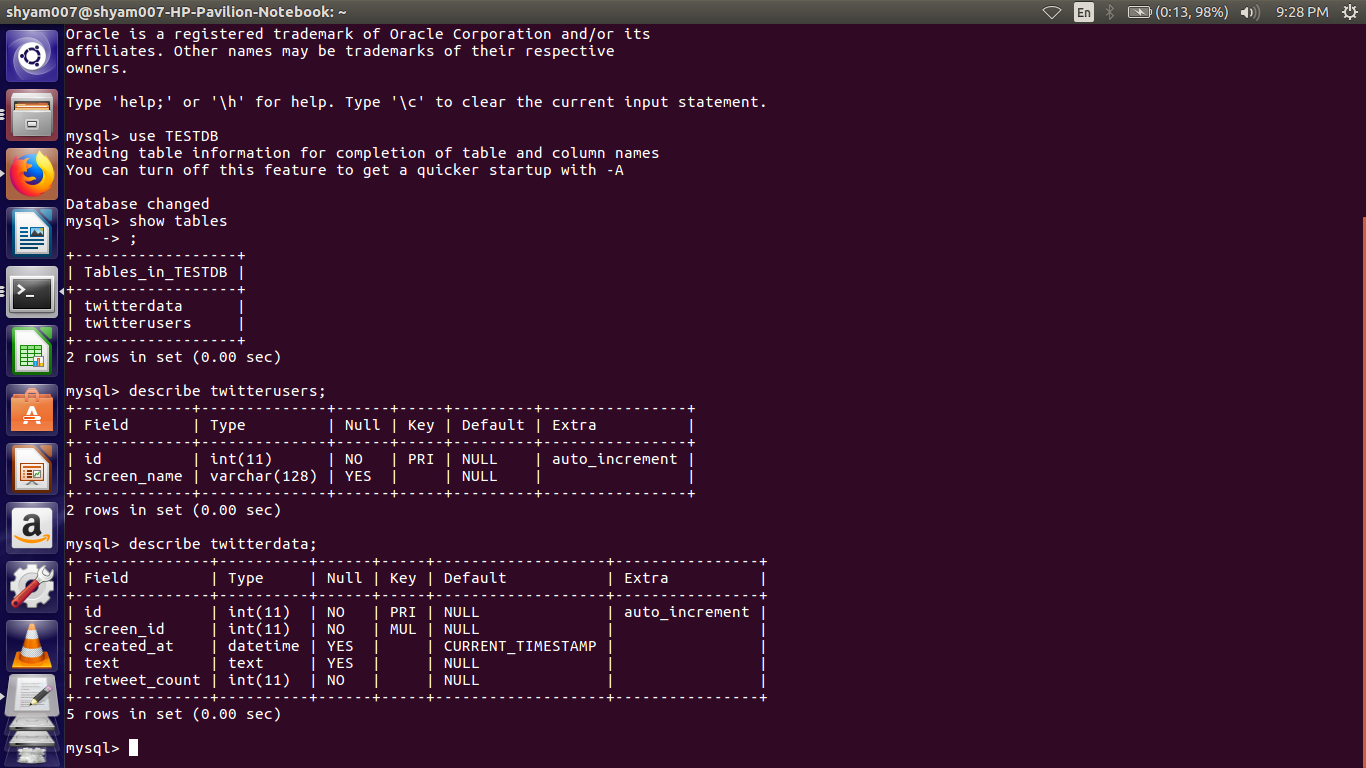 shyam007@shyam007-HP-Pavilion-Notebook: ~ En (0:13, 98%) 9:28 PM
Oracle is a registered trademark of Oracle Corporation and/or its
affiliates. Other names may be trademarks of their respective
owners.

Type 'help;' or '\h' for help. Type '\c' to clear the current input statement.

mysql> use TESTDB
Reading table information for completion of table and column names
You can turn off this feature to get a quicker startup with -A

Database changed
mysql> show tables
    -> ;
+------------------+
| Tables_in_TESTDB |
+------------------+
| twitterdata      |
| twitterusers     |
+------------------+
2 rows in set (0.00 sec)

mysql> describe twitterusers;
+-------------+--------------+------+-----+---------+----------------+
| Field       | Type         | Null | Key | Default | Extra          |
+-------------+--------------+------+-----+---------+----------------+
| id          | int(11)      | NO   | PRI | NULL    | auto_increment |
| screen_name | varchar(128) | YES  |     | NULL    |                |
+-------------+--------------+------+-----+---------+----------------+
2 rows in set (0.00 sec)

mysql> describe twitterdata;
+---------------+----------+------+-----+-------------------+----------------+
| Field         | Type     | Null | Key | Default           | Extra          |
+---------------+----------+------+-----+-------------------+----------------+
| id            | int(11)  | NO   | PRI | NULL              | auto_increment |
| screen_id     | int(11)  | NO   | MUL | NULL              |                |
| created_at    | datetime | YES  |     | CURRENT_TIMESTAMP |                |
| text          | text     | YES  |     | NULL              |                |
| retweet_count | int(11)  | NO   |     | NULL              |                |
+---------------+----------+------+-----+-------------------+----------------+
5 rows in set (0.00 sec)

mysql>